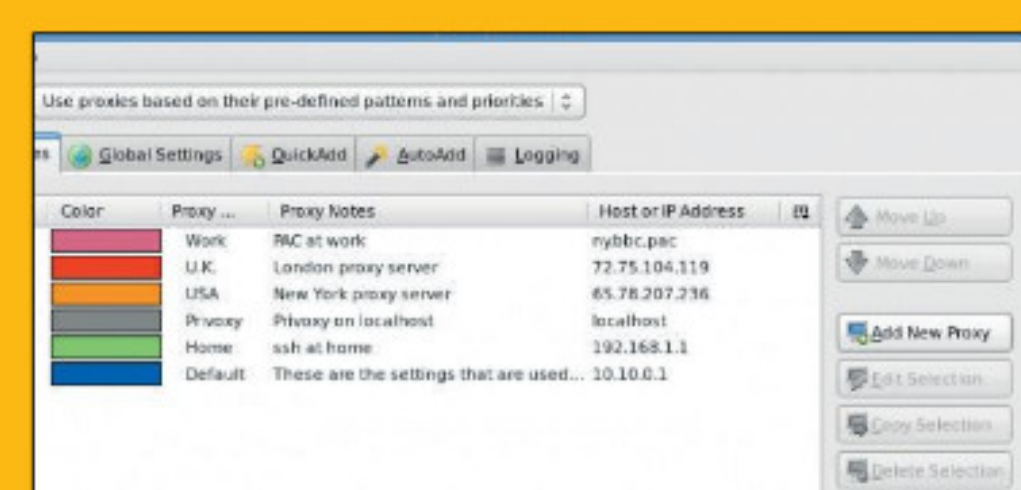 Use proxies based on their pre-defined patterns and priorities
Global Settings QuickAdd AutoAdd Logging
Color Proxy ... Proxy Notes Host or IP Address
Work PAC at work nybbc.pac
U.K. London proxy server 72.75.104.119
USA New York proxy server 65.78.207.236
Privoxy Privoxy on localhost localhost
Home ssh at home 192.168.1.1
Default These are the settings that are used... 10.10.0.1
Move Up
Move Down
Add New Proxy
Edit Selection
Copy Selection
Delete Selection